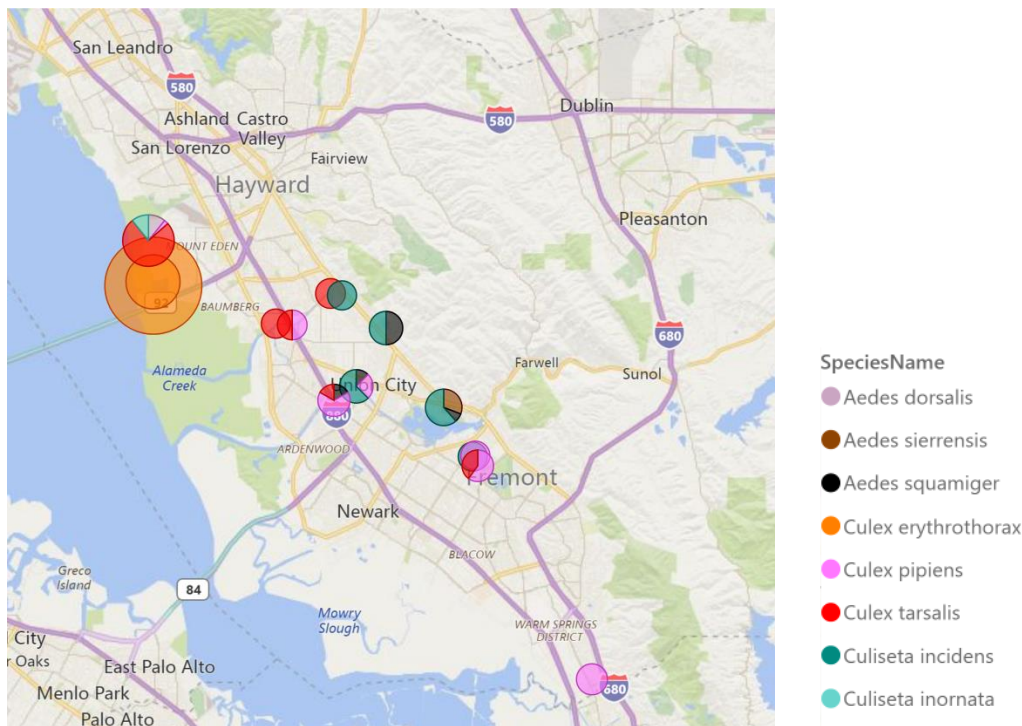 San Leandro
580
Ashland
Castro
Valley
San Lorenzo
Fairview
580
Dublin
Hayward
Pleasanton
OUNT EDEN
92
BAUMBERG
Alameda
Creek
680
Farwell
Sunol
Union City
880
ARDENWOOD
Fremont
Newark
BLACOW
Greco
Island
84
Mowry
Slough
WARM SPRINGS
DISTRICT
680
City
r Oaks
East Palo Alto
Menlo Park
Palo Alto
SpeciesName
Aedes dorsalis
Aedes sierrensis
Aedes squamiger
Culex erythrothorax
Culex pipiens
Culex tarsalis
Culiseta incidens
Culiseta inornata